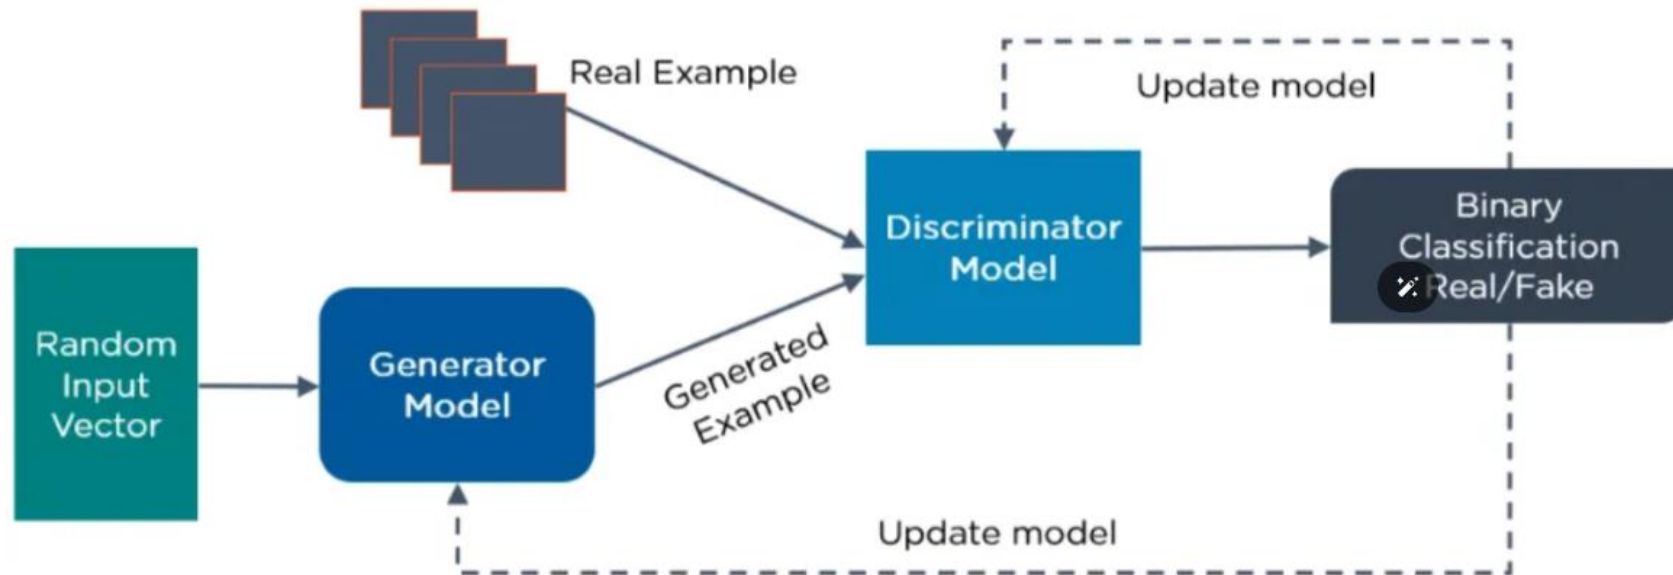 Real Example
Update model
Binary
Classification
Real/Fake
Discriminator
Model
Random
Input
Vector
Generator
Model
Generated
Example
Update model